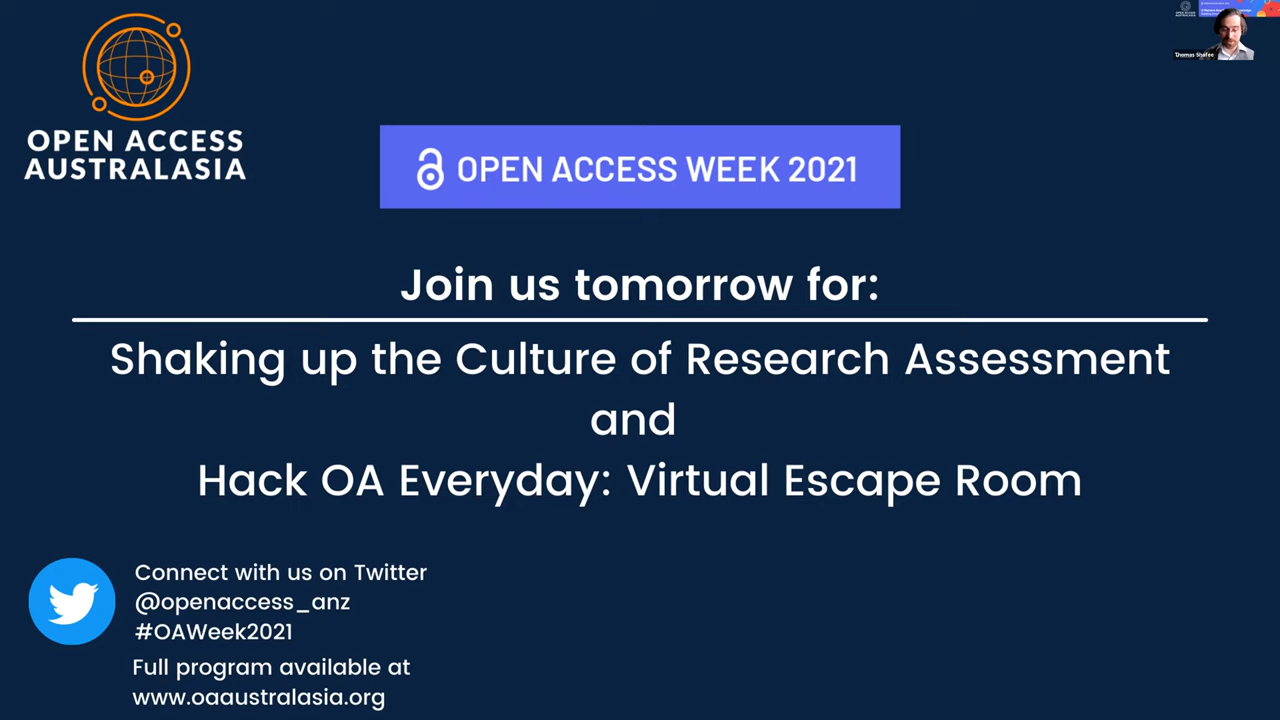 OPEN ACCESS
AUSTRALASIA
OPEN ACCESS WEEK 2021
Thomas Shafee
Join us tomorrow for:
Shaking up the Culture of Research Assessment
and
Hack OA Everyday: Virtual Escape Room
Connect with us on Twitter
@openaccess_anz
#OAWeek2021
Full program available at
www.oaaustralasia.org